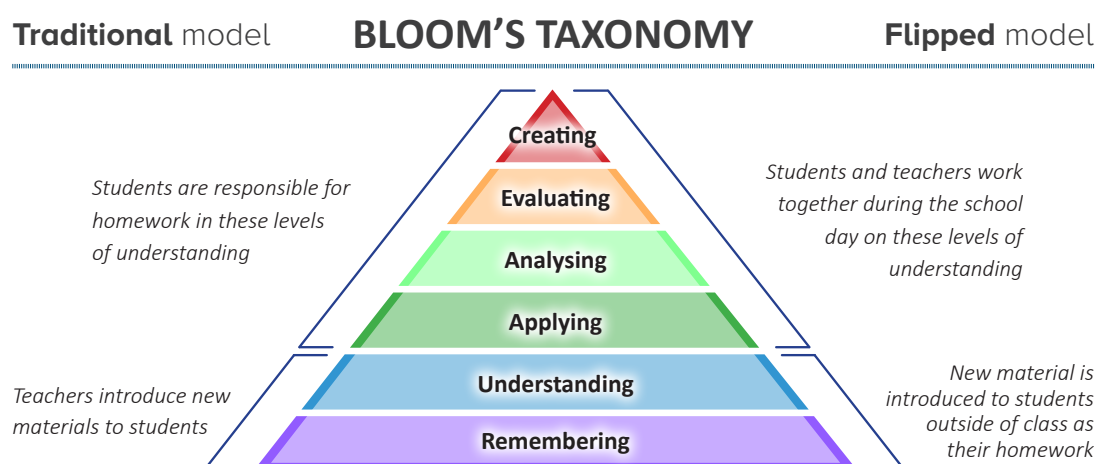 Traditional model
BLOOM'S TAXONOMY
Flipped model
Creating
Evaluating
Analysing
Applying
Understanding
Remembering
Students are responsible for
homework in these levels
of understanding
Teachers introduce new
materials to students
Students and teachers work
together during the school
day on these levels of
understanding
New material is
introduced to students
outside of class as
their homework